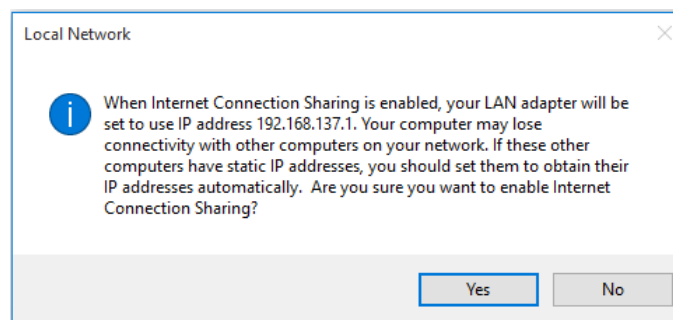 Local Network
When Internet Connection Sharing is enabled, your LAN adapter will be
set to use IP address 192.168.137.1. Your computer may lose
connectivity with other computers on your network. If these other
computers have static IP addresses, you should set them to obtain their
IP addresses automatically.  Are you sure you want to enable Internet
Connection Sharing?
Yes
No